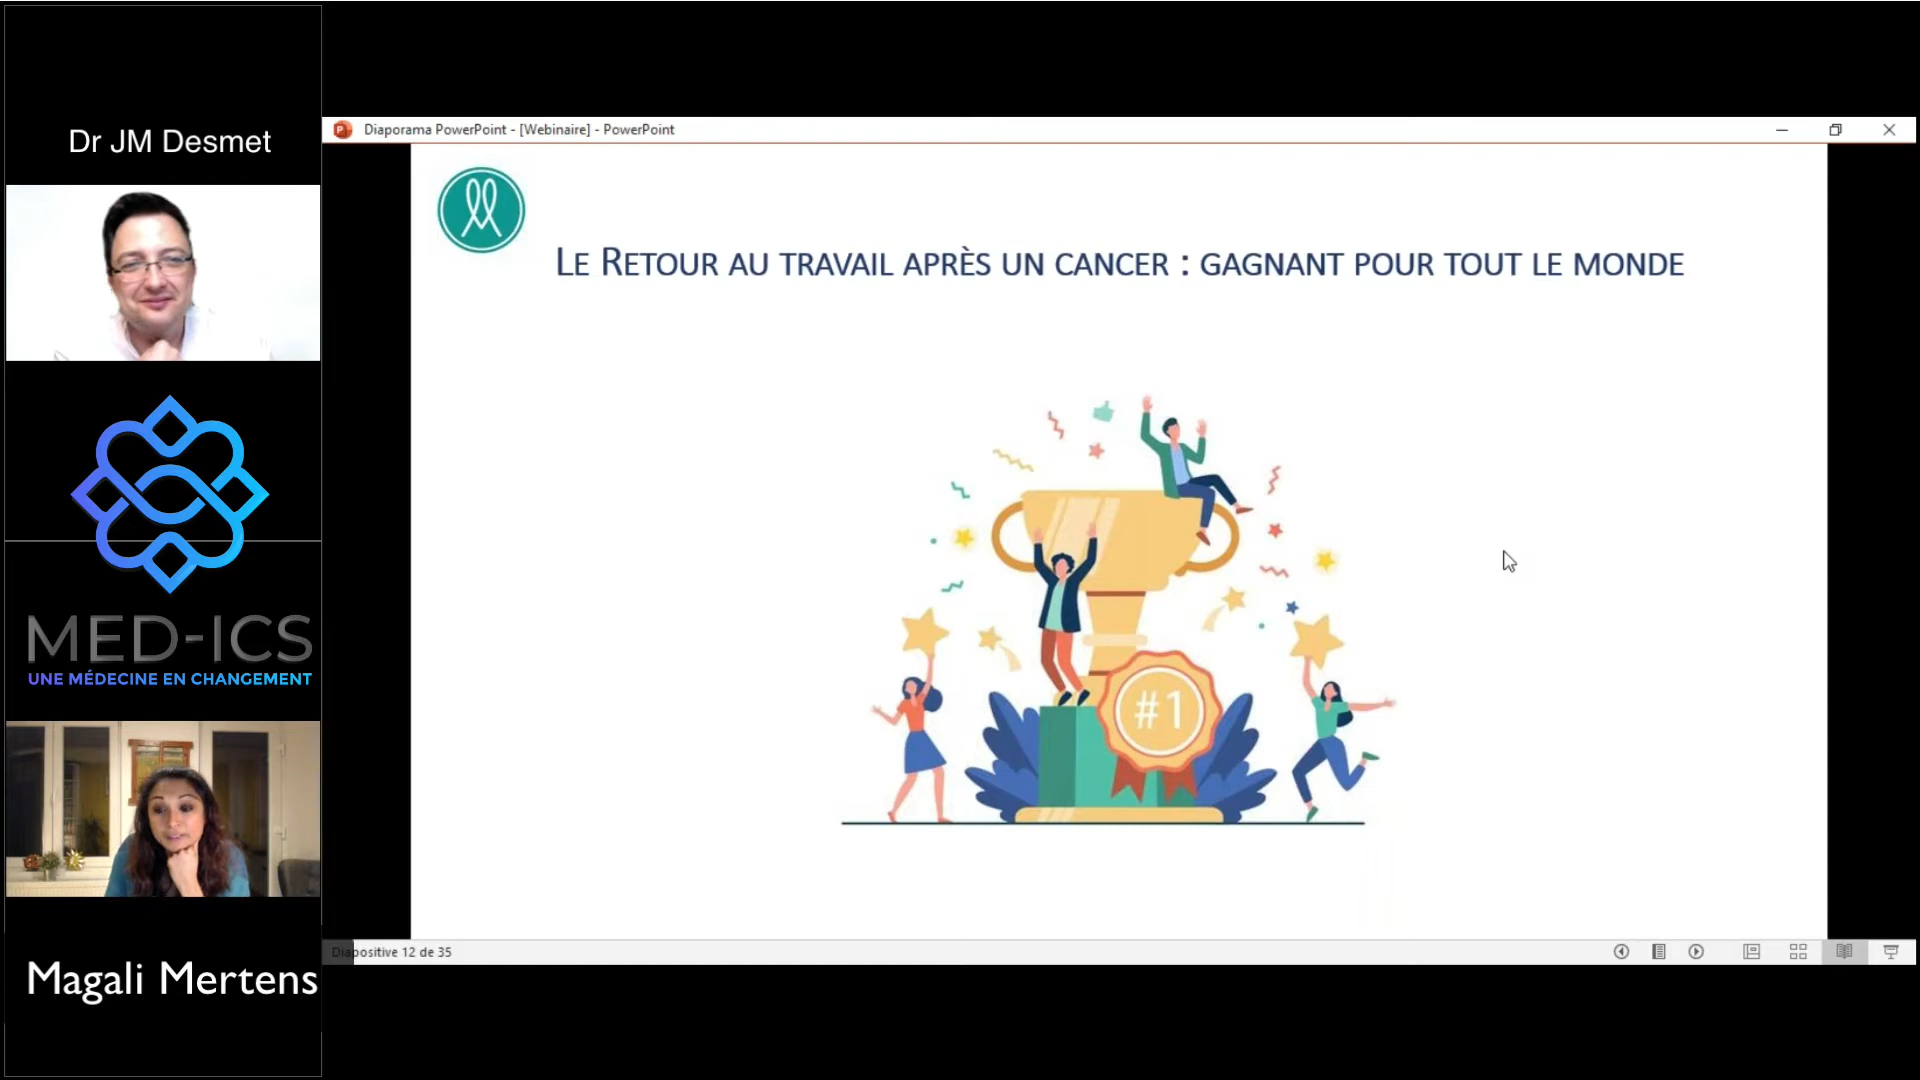 Dr JM Desmet
MED-ICS
UNE MÉDECINE EN CHANGEMENT
Magali Mertens
Diaporama PowerPoint - [Webinaire] - PowerPoint
LE RETOUR AU TRAVAIL APRÈS UN CANCER : GAGNANT POUR TOUT LE MONDE
#1
Diapositive 12 de 35